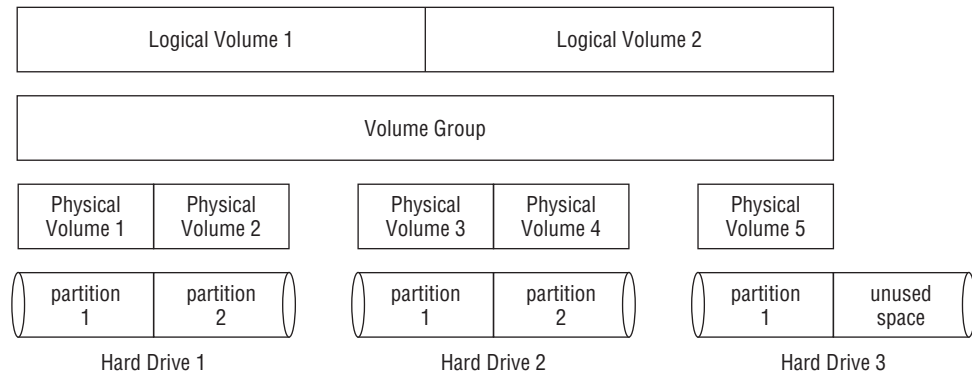 Logical Volume 1
Logical Volume 2
Volume Group
Physical
Volume 1
Physical
Volume 2
Physical
Volume 3
Physical
Volume 4
Physical
Volume 5
partition
1
partition
2
partition
1
partition
2
partition
1
unused
space
Hard Drive 1
Hard Drive 2
Hard Drive 3